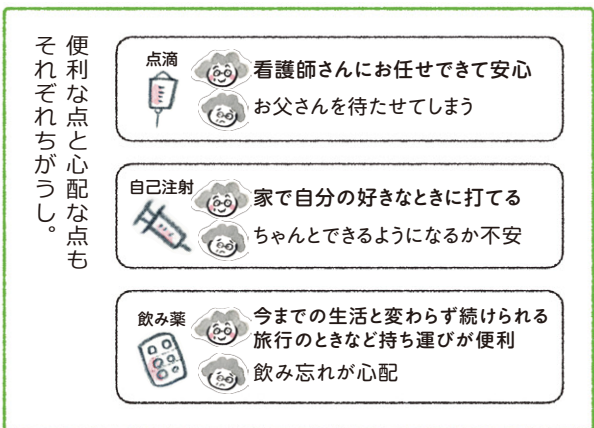 便利な点と心配な点も
それぞれちがうし。
点滴
看護師さんにお任せできて安心
お父さんを待たせてしまう
自己注射
家で自分の好きなときに打てる
ちゃんとできるようになるか不安
飲み薬
今までの生活と変わらず続けられる
旅行のときなど持ち運びが便利
飲み忘れが心配